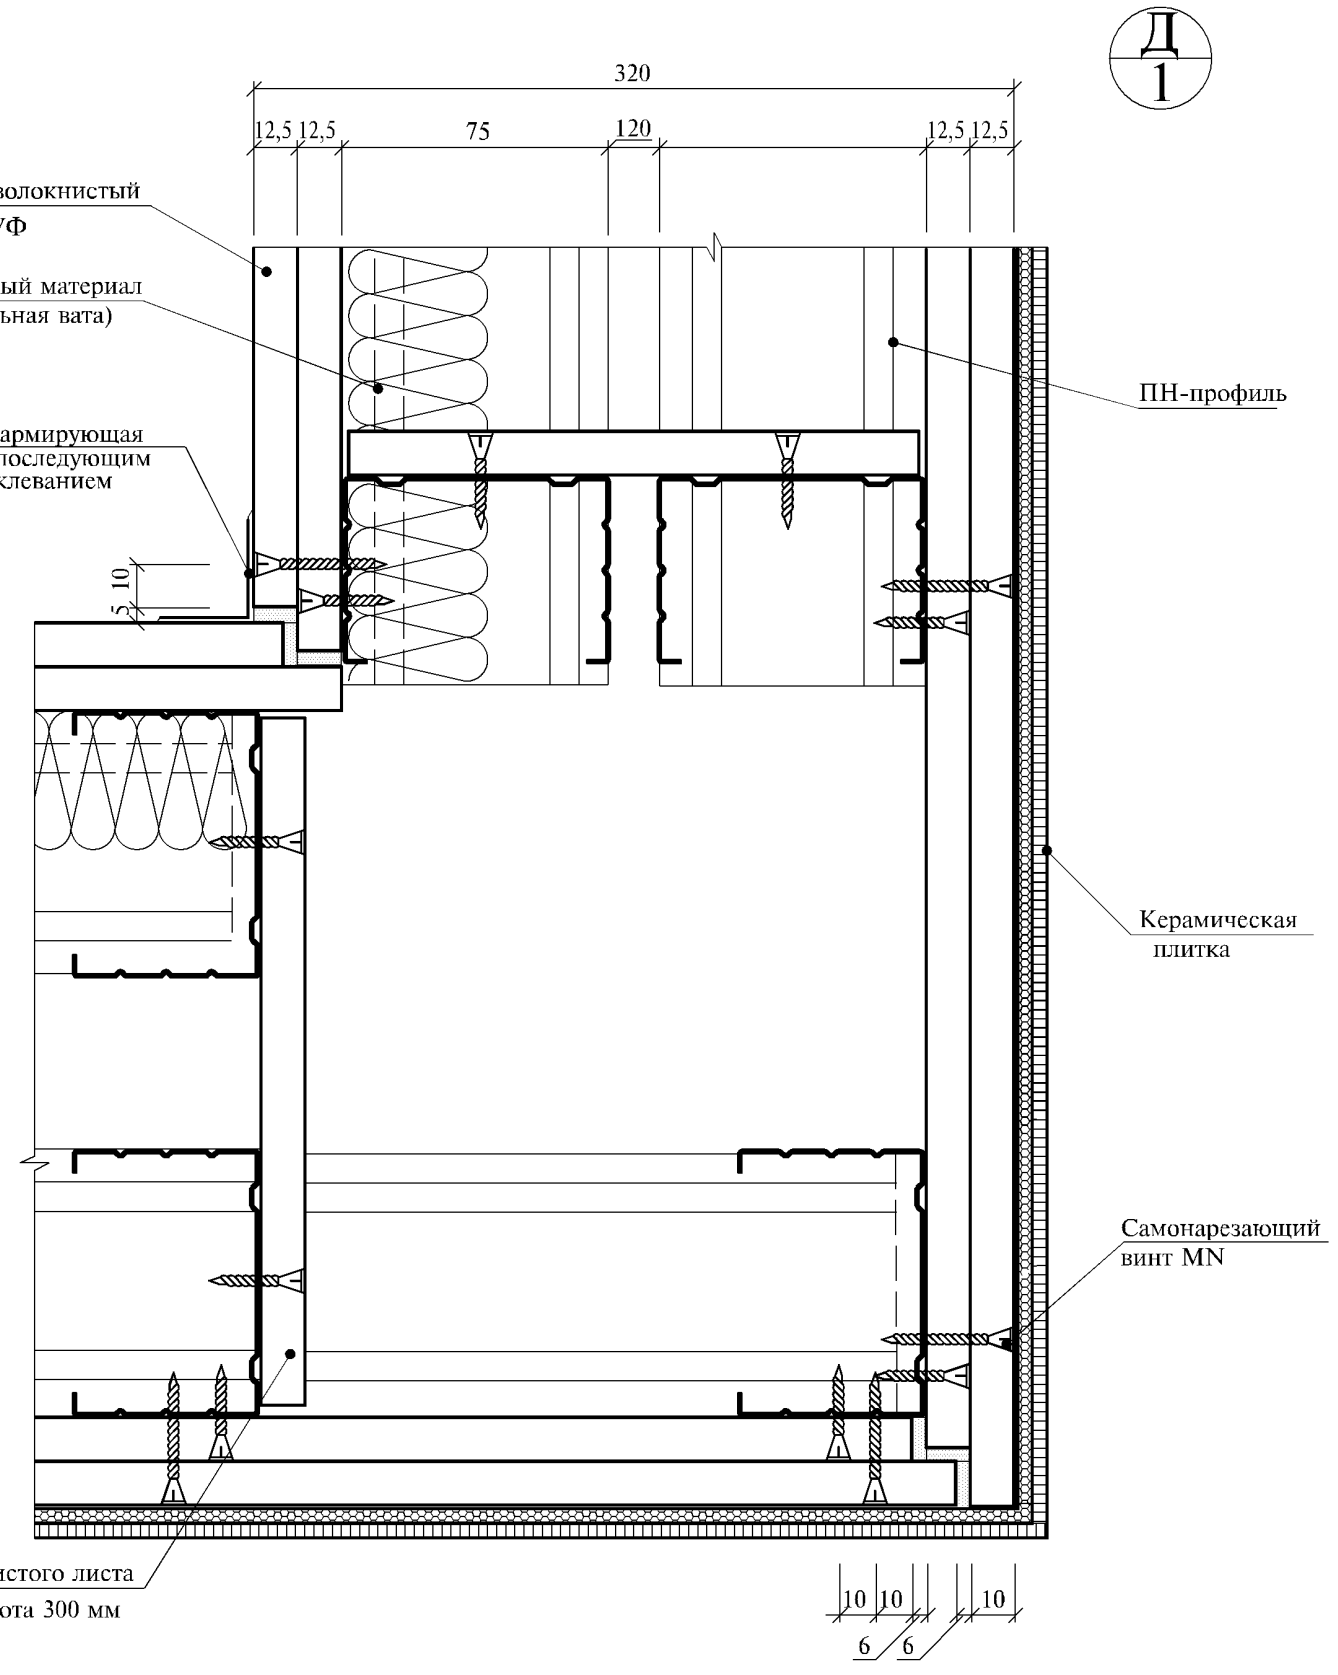 Д
1
320
12,5
12,5
75
120
12,5
12,5
волокнистый
УФ
ый материал
ьная вата)
армирующая
последующим
клеванием
10
5
ПН-профиль
Керамическая
плитка
Самонарезающий
винт MN
истого листа
ота 300 мм
10
10
10
6
6